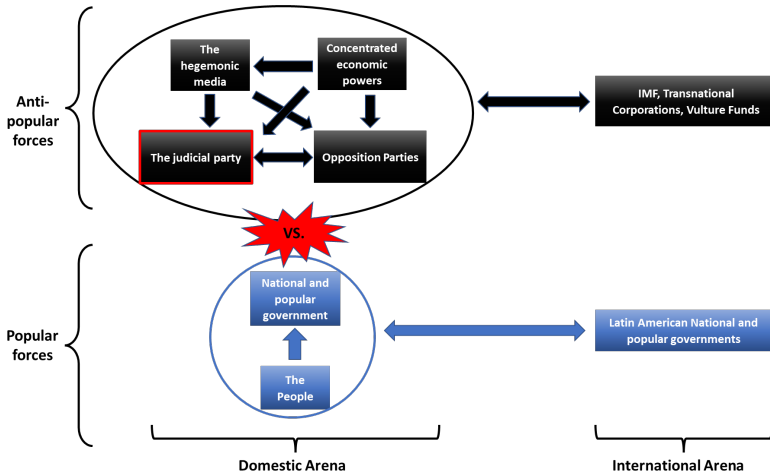 The
hegemonic
media
Concentrated
economic
powers
Anti-
popular
forces
IMF, Transnational
Corporations, Vulture Funds
The judicial party
Opposition Parties
VS.
National and
popular
government
Popular
forces
Latin American National and
popular governments
The
People
Domestic Arena
International Arena